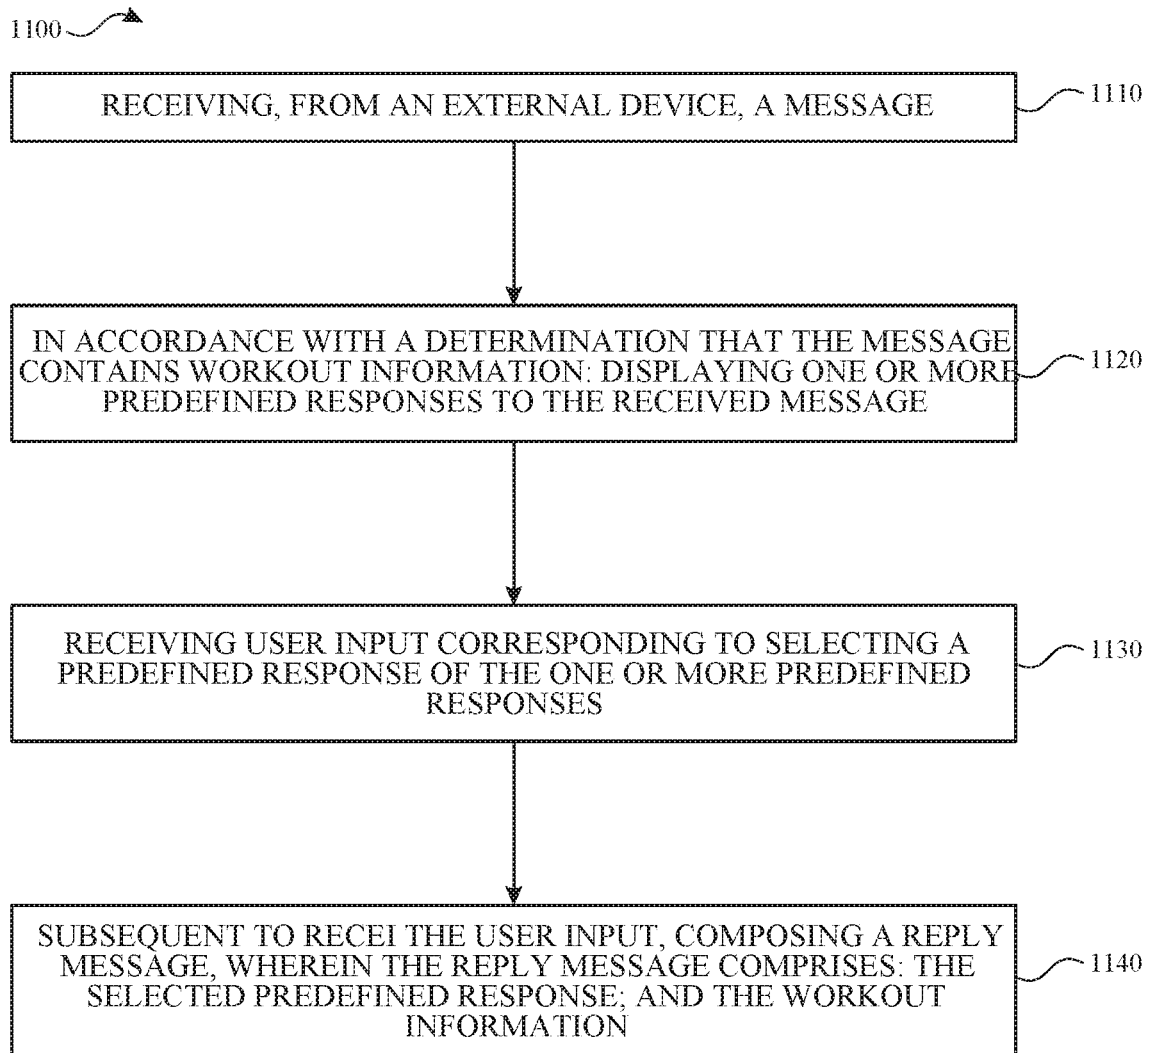 1100
RECEIVING, FROM AN EXTERNAL DEVICE, A MESSAGE
1110
IN ACCORDANCE WITH A DETERMINATION THAT THE MESSAGE
CONTAINS WORKOUT INFORMATION: DISPLAYING ONE OR MORE
PREDEFINED RESPONSES TO THE RECEIVED MESSAGE
1120
RECEIVING USER INPUT CORRESPONDING TO SELECTING A
PREDEFINED RESPONSE OF THE ONE OR MORE PREDEFINED
RESPONSES
1130
SUBSEQUENT TO RECEI THE USER INPUT, COMPOSING A REPLY
MESSAGE, WHEREIN THE REPLY MESSAGE COMPRISES: THE
SELECTED PREDEFINED RESPONSE; AND THE WORKOUT
INFORMATION
1140